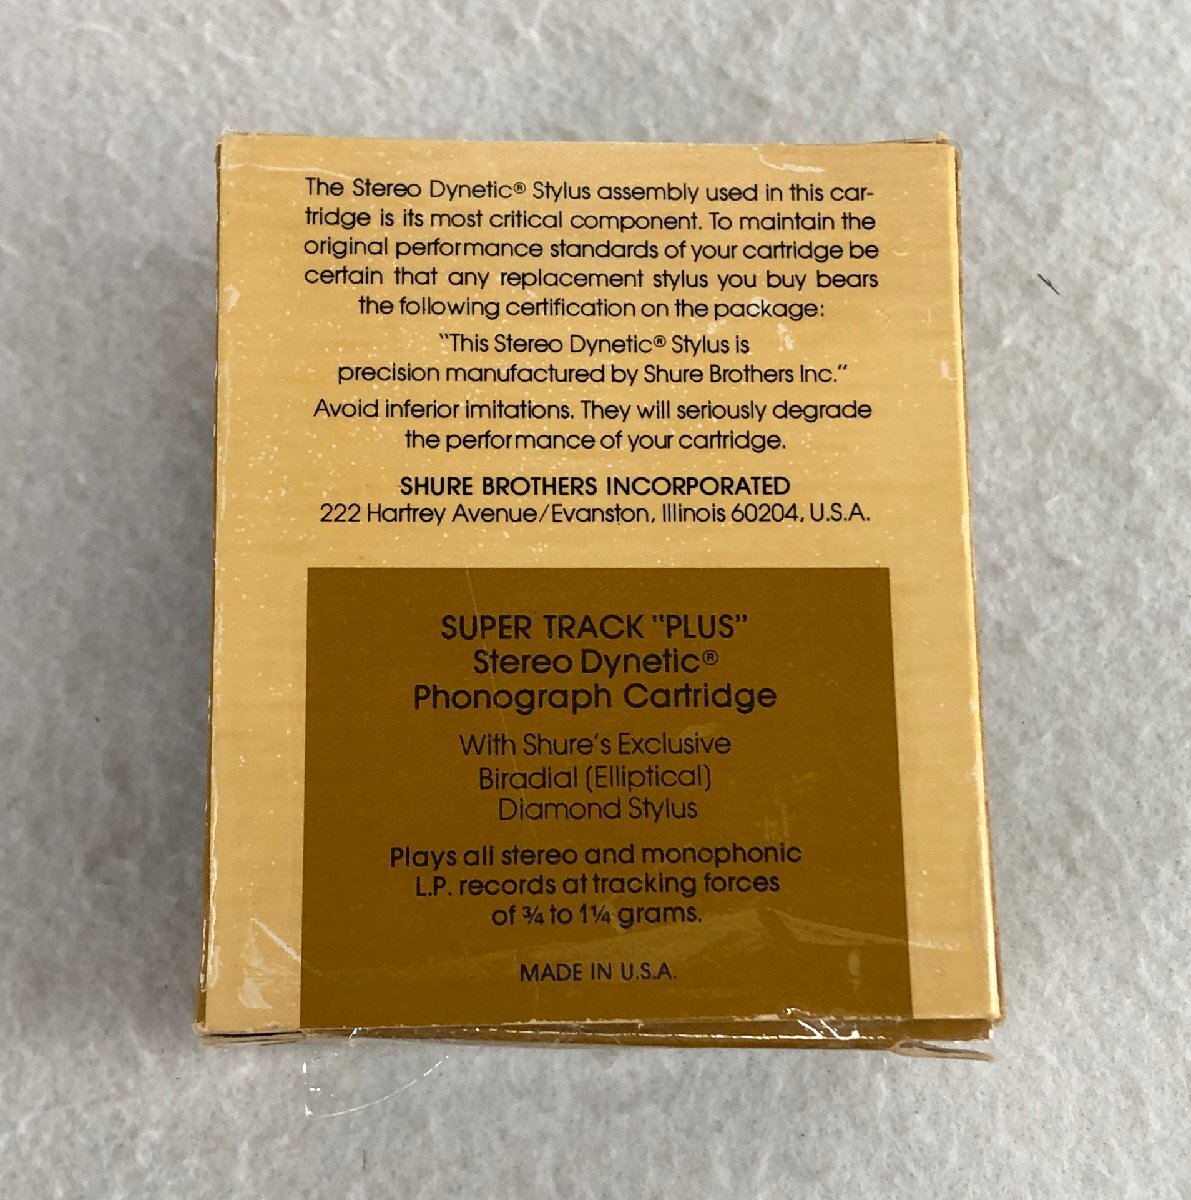 The Stereo Dynetic® Stylus assembly used in this car-
tridge is its most critical component. To maintain the
original performance standards of your cartridge be
certain that any replacement stylus you buy bears
the following certification on the package:
"This Stereo Dynetic® Stylus is
precision manufactured by Shure Brothers Inc."
Avoid inferior imitations. They will seriously degrade
the performance of your cartridge.
SHURE BROTHERS INCORPORATED
222 Hartrey Avenue/Evanston, Illinois 60204, U.S.A.
SUPER TRACK "PLUS"
Stereo Dynetic®
Phonograph Cartridge
With Shure's Exclusive
Biradial (Elliptical)
Diamond Stylus
Plays all stereo and monophonic
L.P. records at tracking forces
of ¾ to 1¼ grams.
MADE IN U.S.A.